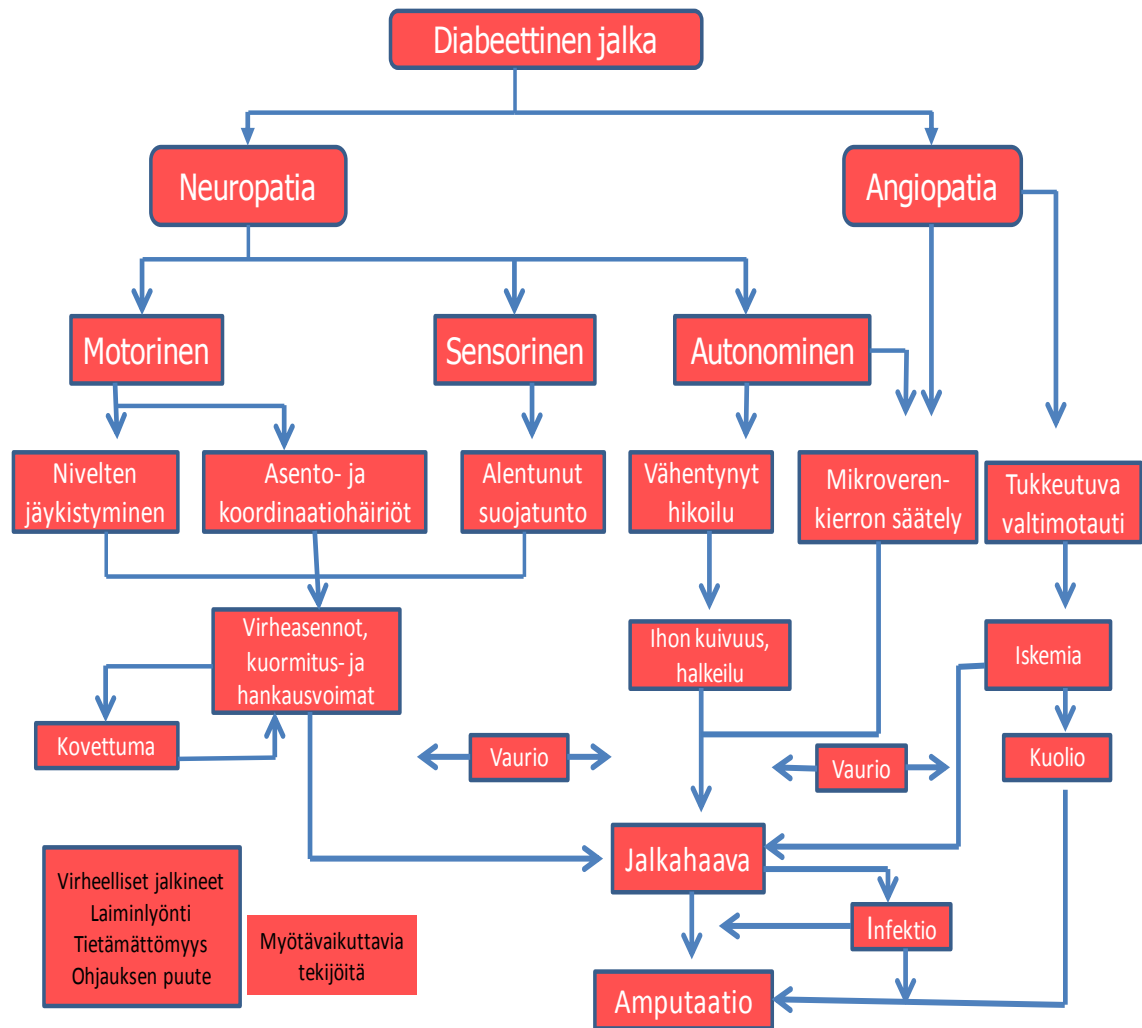 Diabeettinen jalka
Neuropatia
Angiopatia
Motorinen
Sensorinen
Autonominen
Nivelten
jäykistyminen
Asento- ja
koordinaatiohäiriöt
Alentunut
suojatunto
Vähentynyt
hikoilu
Mikroveren-
kierron säätely
Tukkeutuva
valtimotauti
Virheasennot,
kuormitus- ja
hankausvoimat
Ihon kuivuus,
halkeilu
Iskemia
Kovettuma
Vaurio
Vaurio
Kuolio
Jalkahaava
Virheelliset jalkineet
Laiminlyönti
Tietämättömyys
Ohjauksen puute
Myötävaikuttavia
tekijöitä
Infektio
Amputaatio